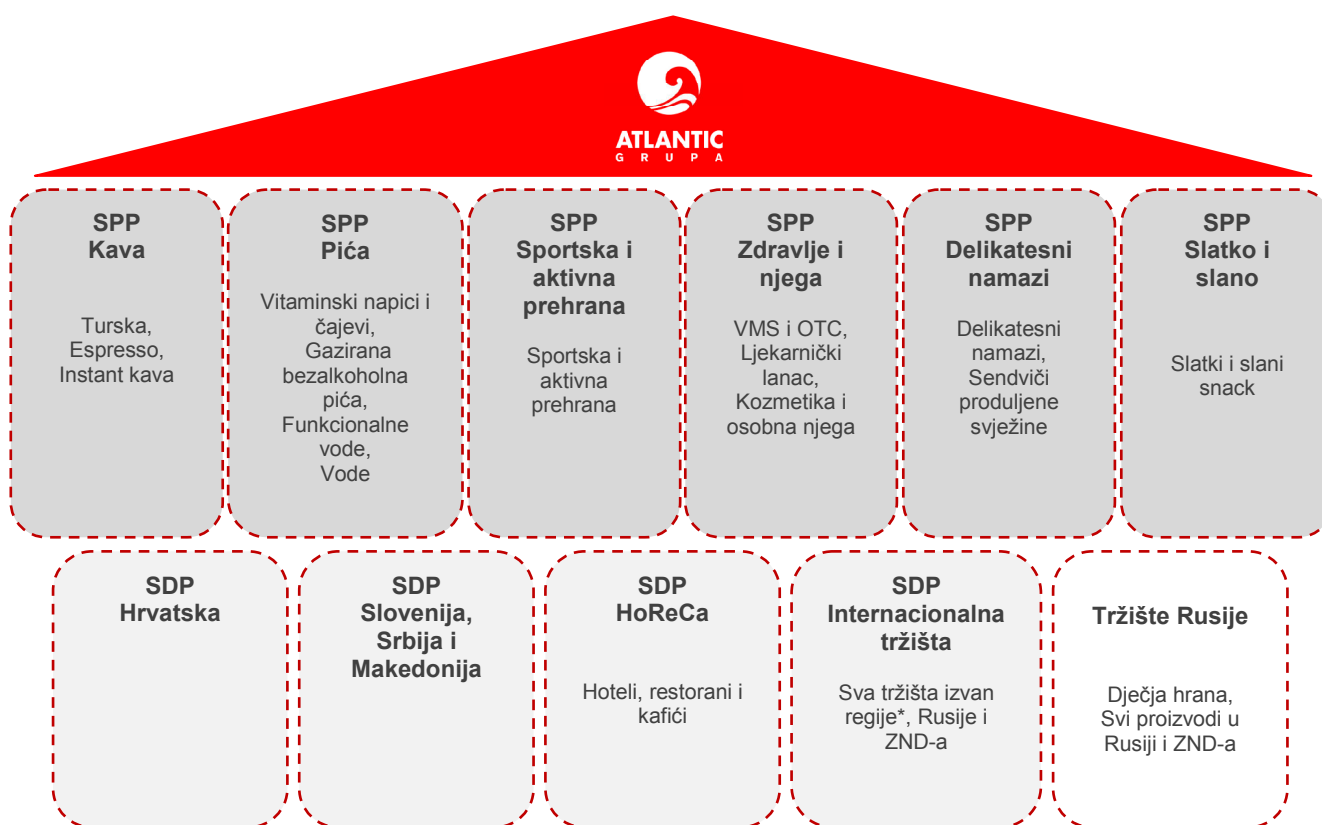 ATLANTIC
GRUPA
SPP
Kava
Turska,
Espresso,
Instant kava
SPP
Pića
Vitaminski napici i
čajevi,
Gazirana
bezalkoholna
pića,
Funkcionalne
vode,
Vode
SPP
Sportska i
aktivna
prehrana
Sportska i
aktivna
prehrana
SPP
Zdravlje i
njega
VMS i OTC,
Ljekarnički
lanac,
Kozmetika i
osobna njega
SPP
Delikatesni
namazi
Delikatesni
namazi,
Sendviči
produljene
svježine
SPP
Slatko i
slano
Slatki i slani
snack
SDP
Hrvatska
SDP
Slovenija,
Srbija i
Makedonija
SDP
HoReCa
Hoteli, restorani i
kafići
SDP
Internacionalna
tržišta
Sva tržišta izvan
regije*, Rusije i
ZND-a
Tržište Rusije
Dječja hrana,
Svi proizvodi u
Rusiji i ZND-a